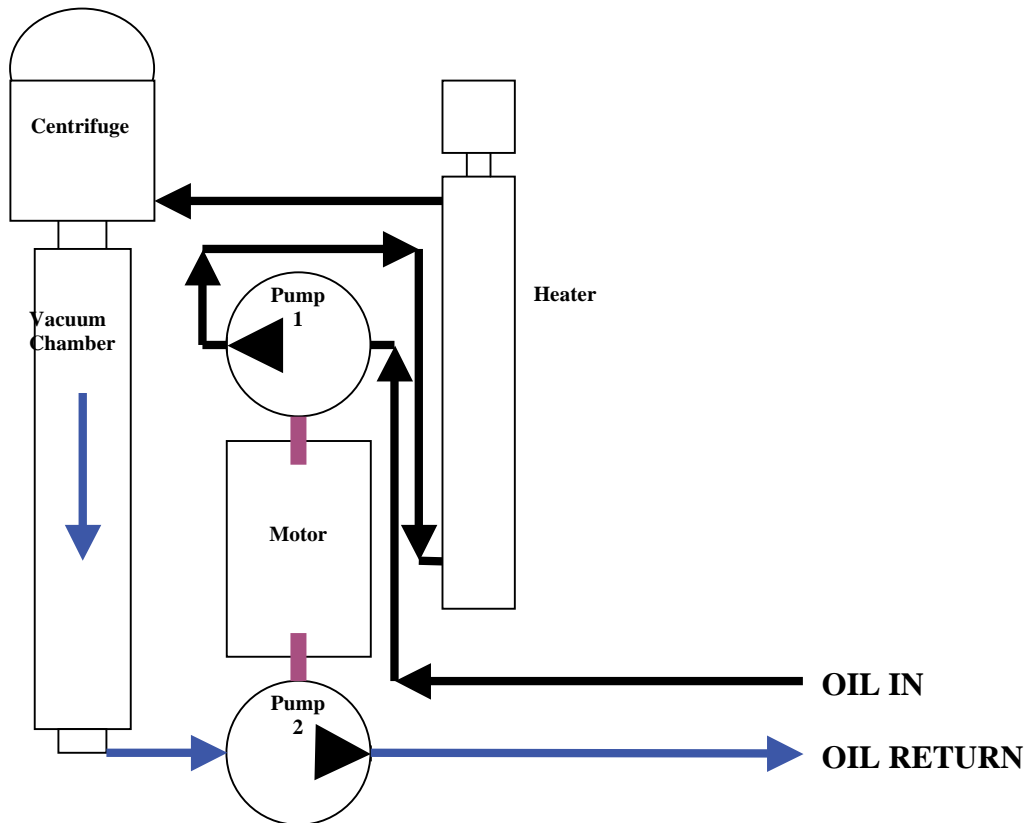 Centrifuge
Pump
1
Heater
Vacuum
Chamber
Motor
OIL IN
Pump
2
OIL RETURN